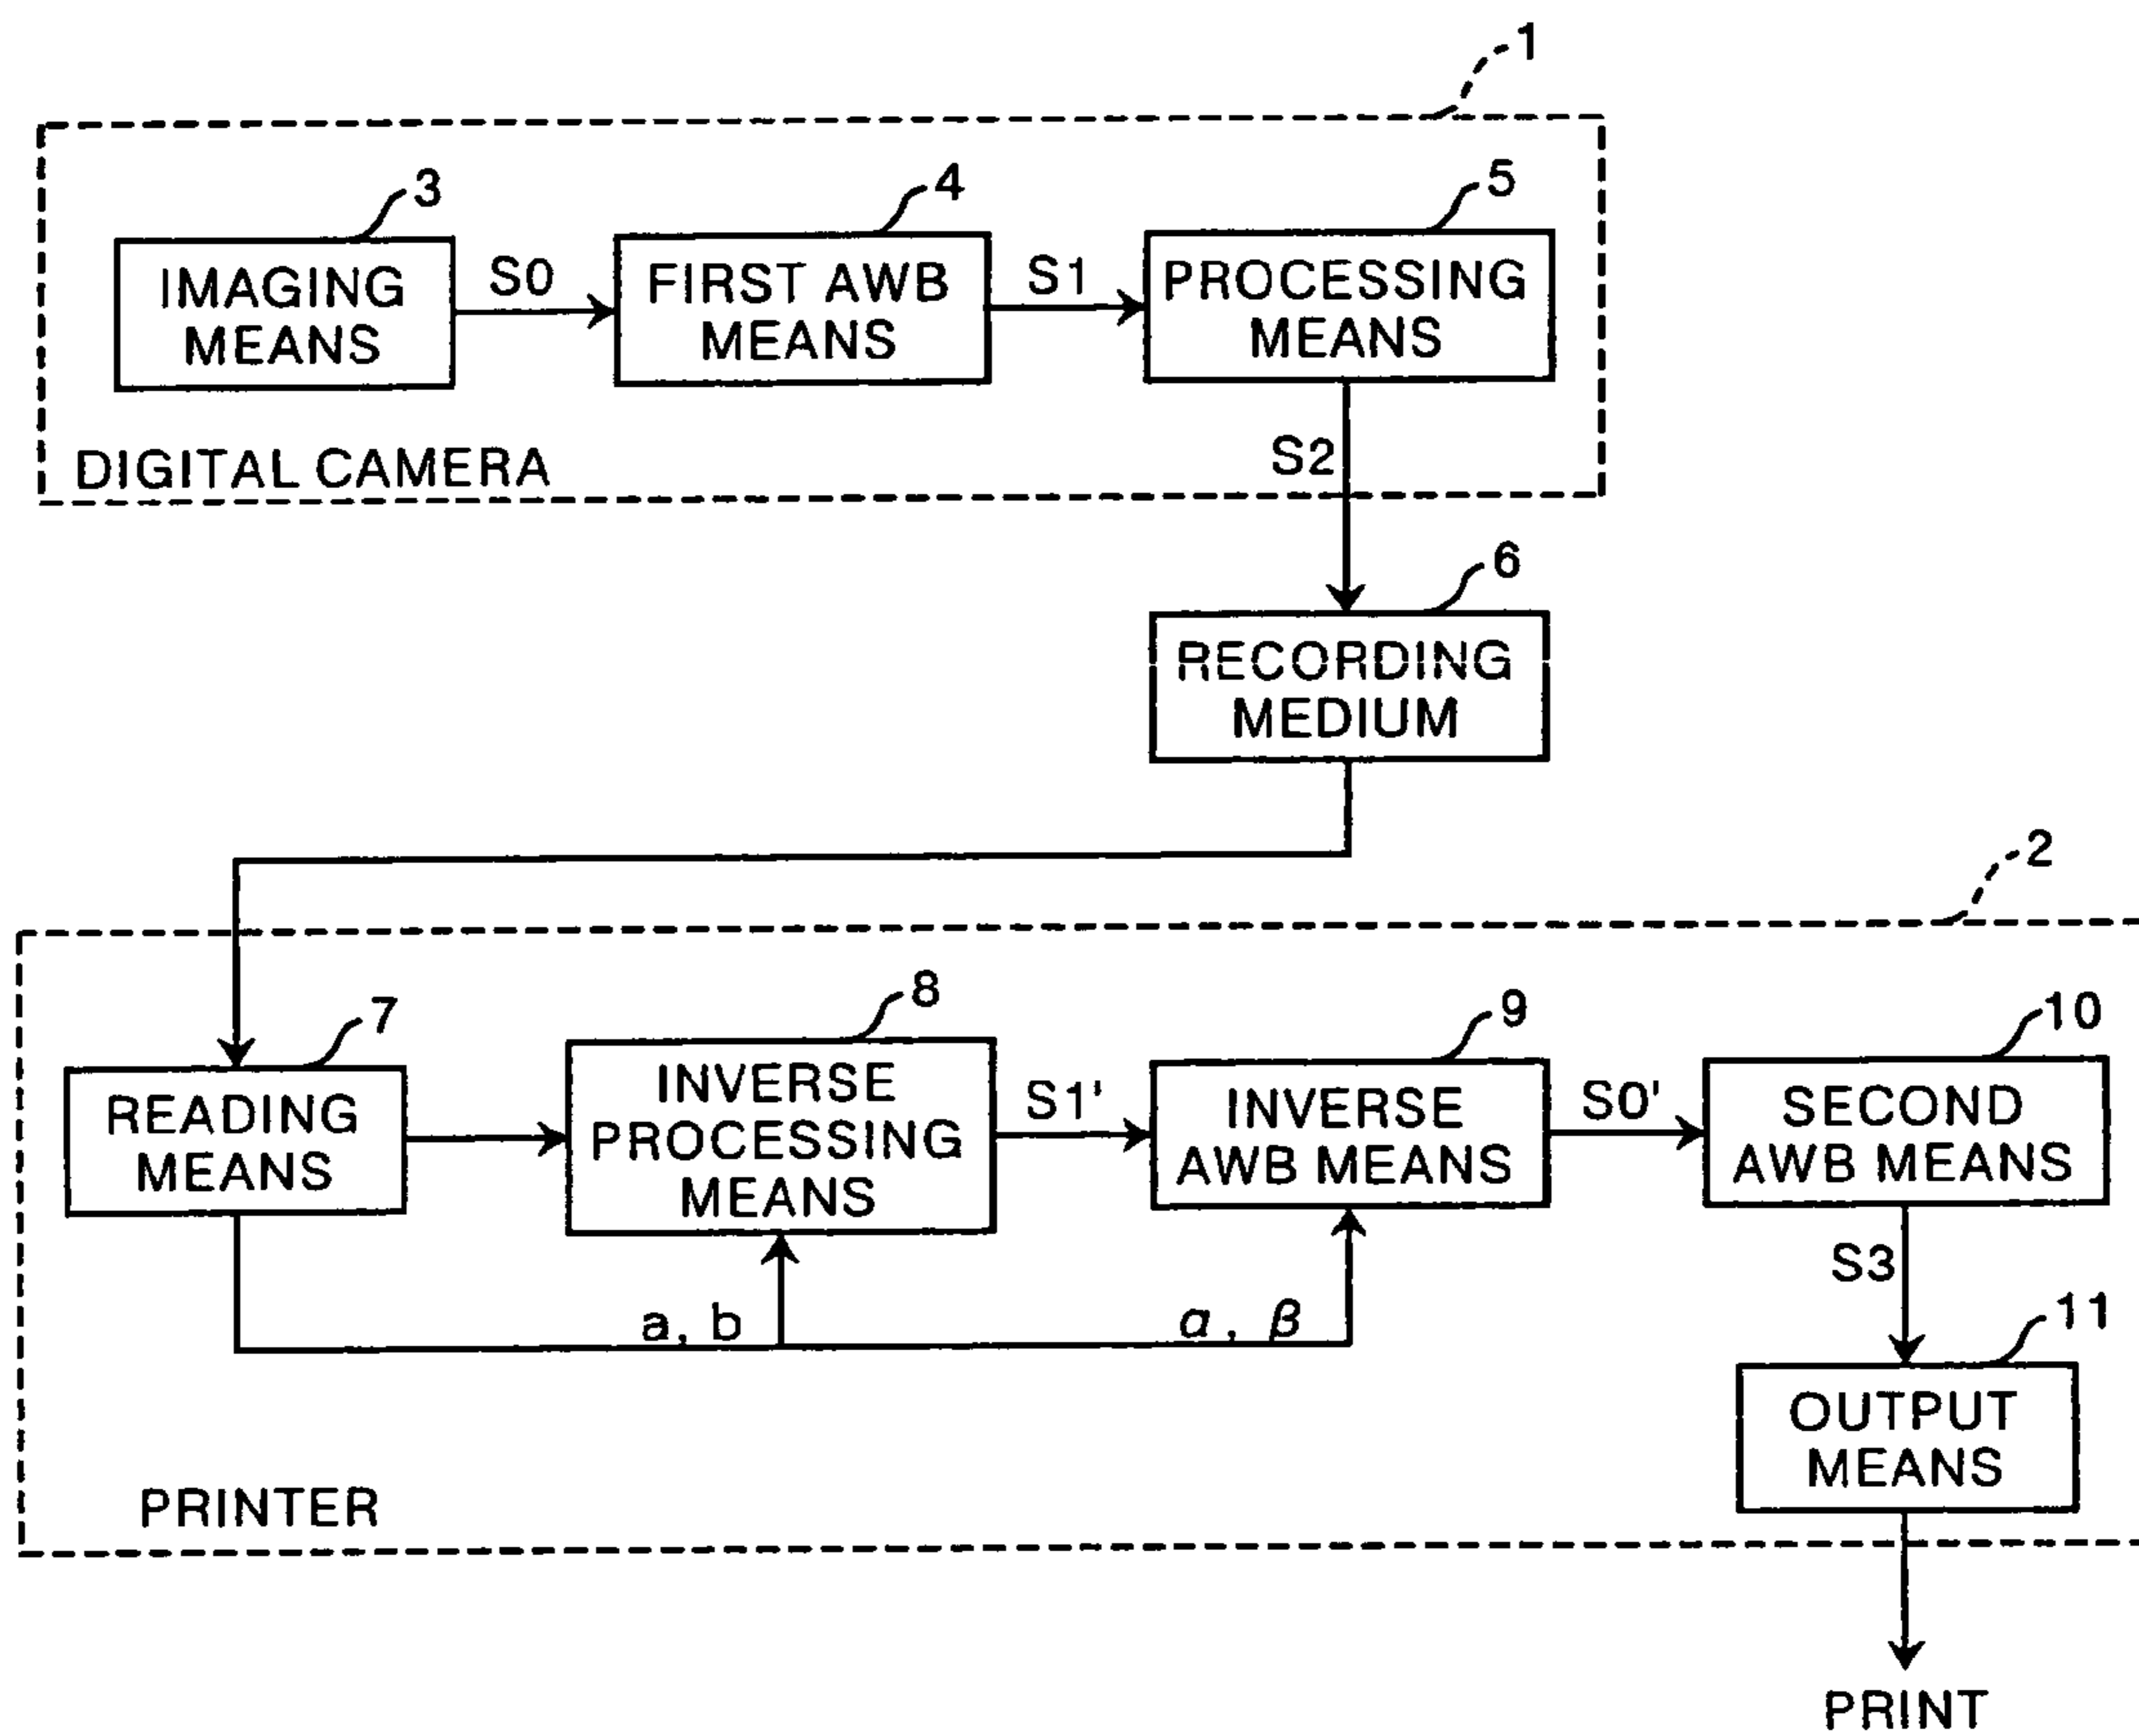 1
3
4
5
IMAGING
MEANS
S0
FIRST AWB
MEANS
S1
PROCESSING
MEANS
DIGITAL CAMERA
S2
6
RECORDING
MEDIUM
2
7
8
9
10
READING
MEANS
INVERSE
PROCESSING
MEANS
S1'
INVERSE
AWB MEANS
S0'
SECOND
AWB MEANS
a, b
α, β
S3
11
OUTPUT
MEANS
PRINTER
PRINT